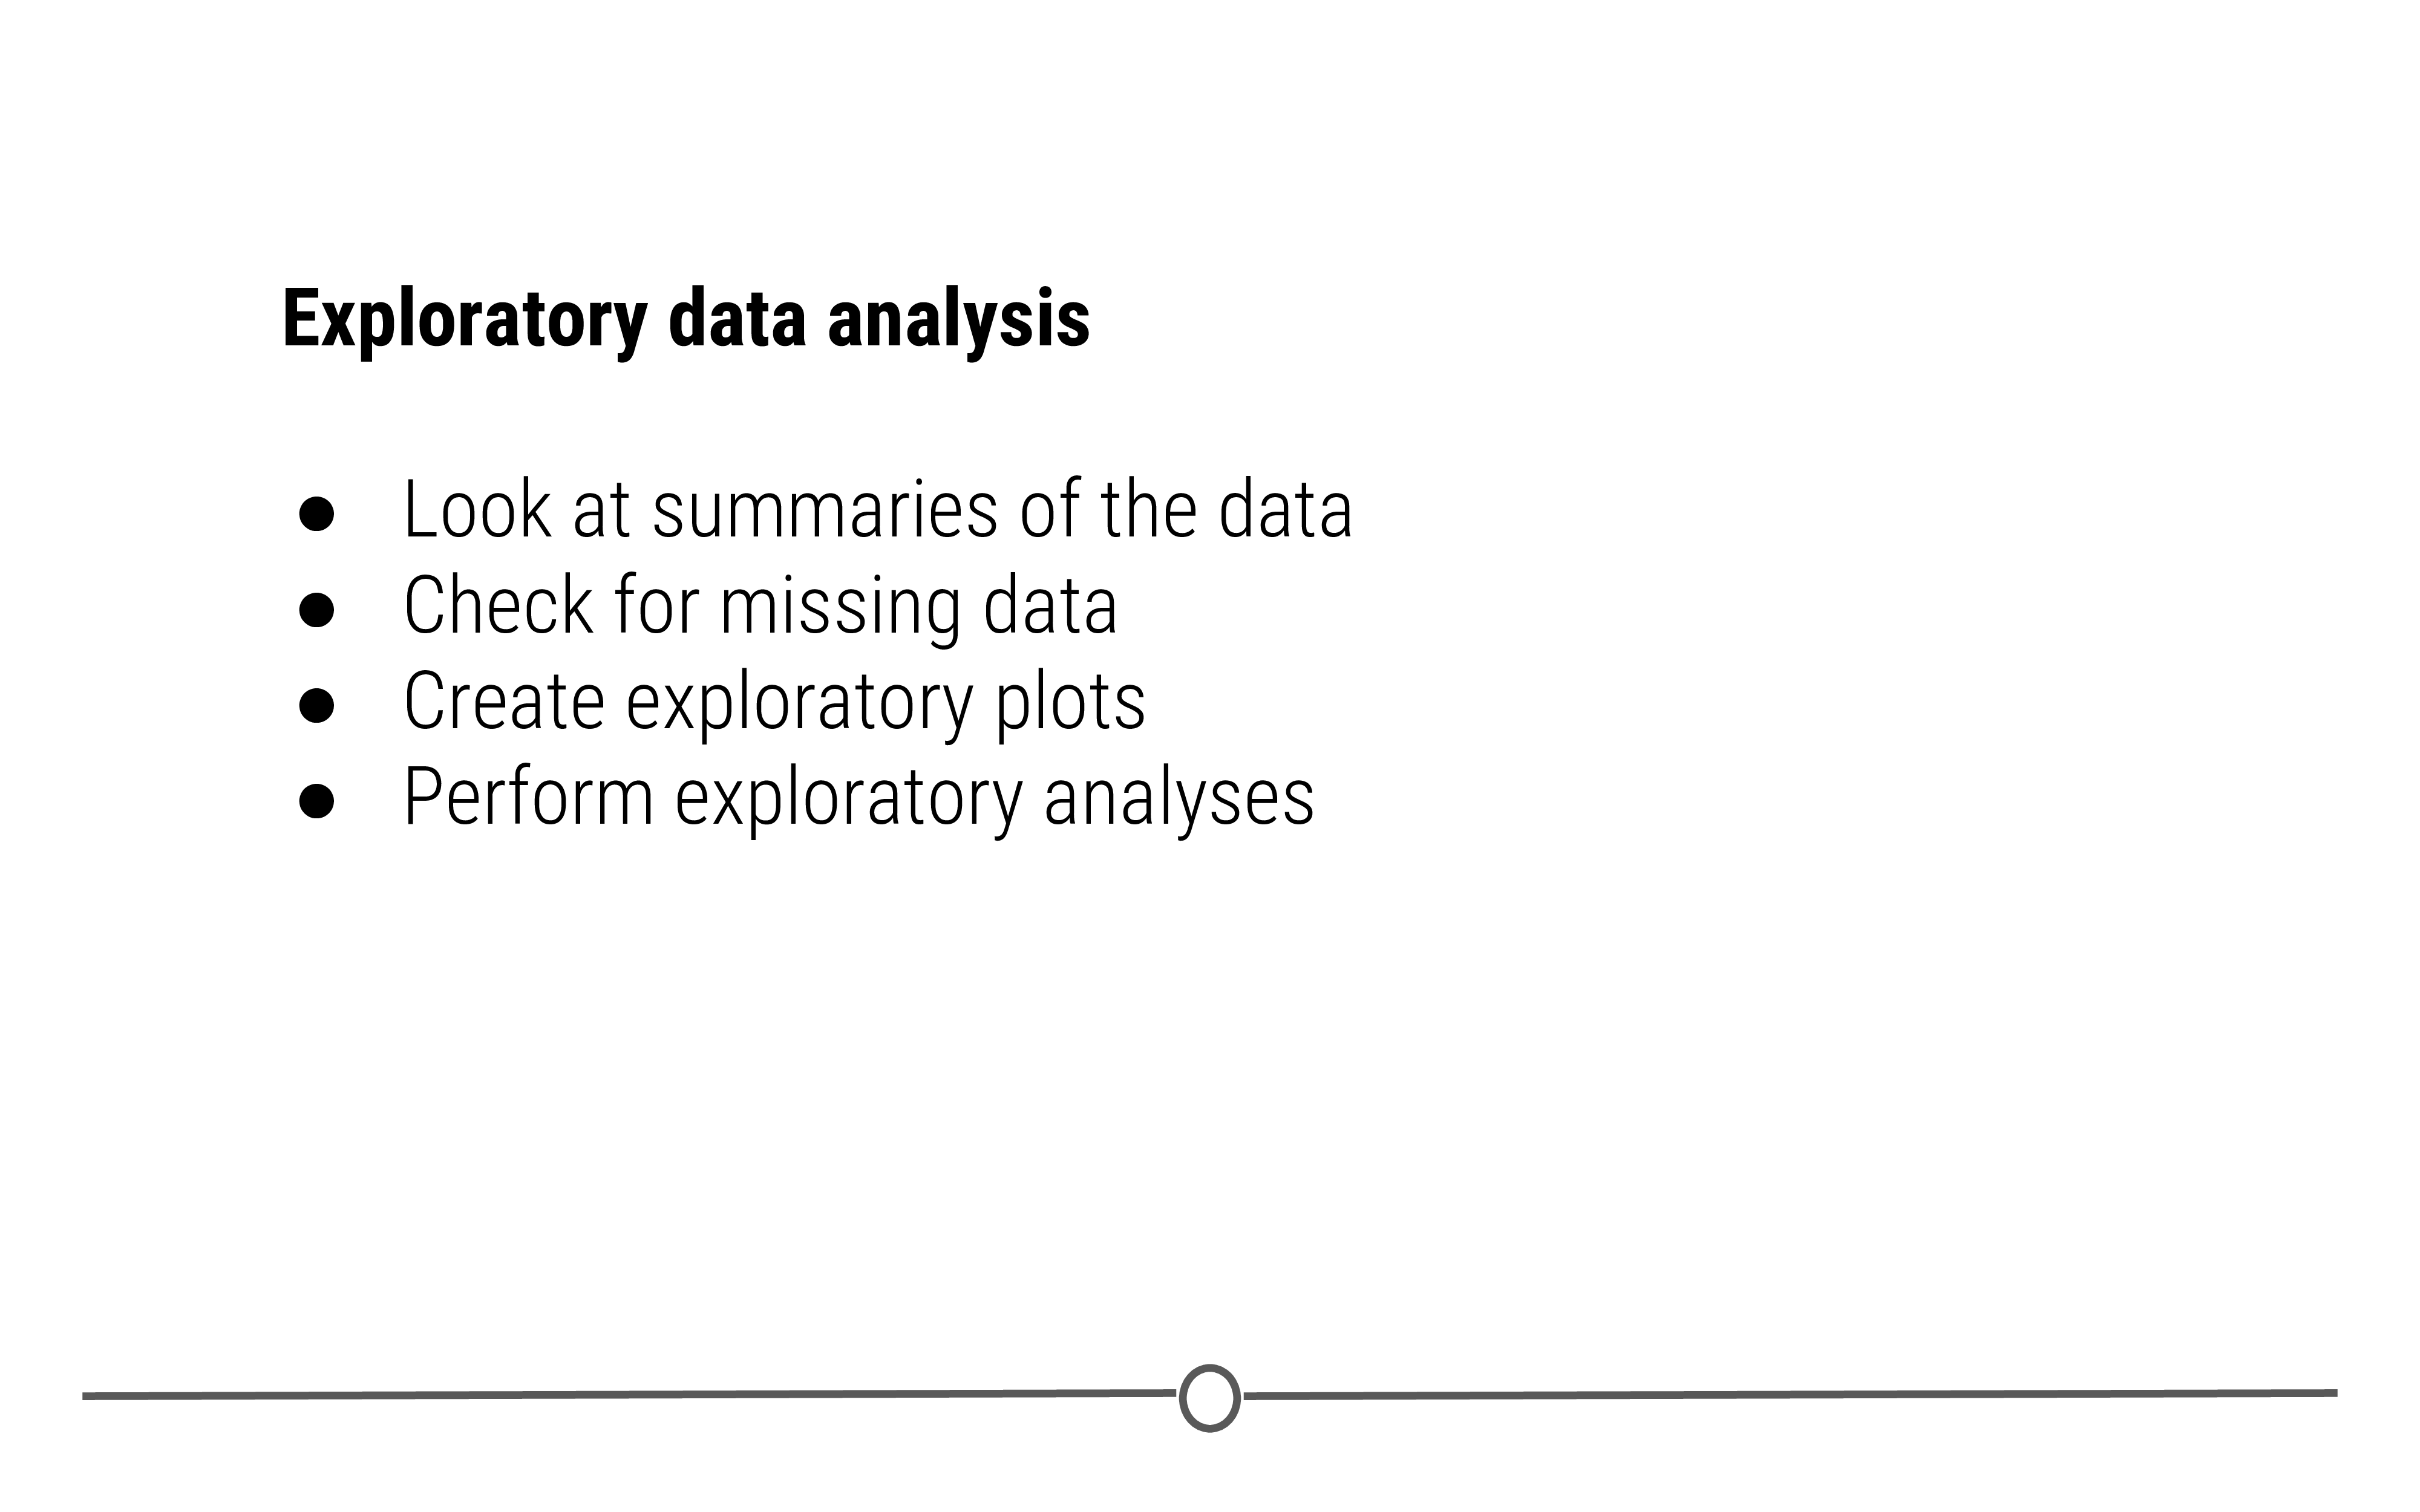 Exploratory data analysis
● Look at summaries of the data
● Check for missing data
● Create exploratory plots
● Perform exploratory analyses